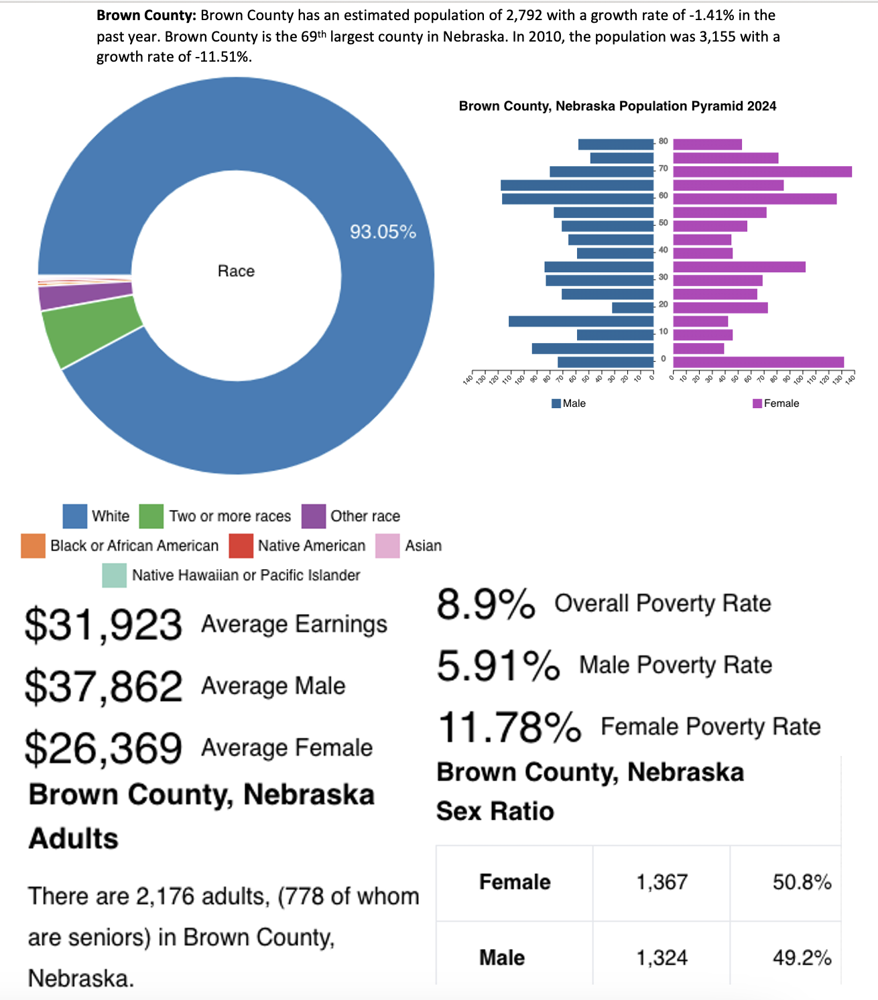 Brown County: Brown County has an estimated population of 2,792 with a growth rate of -1.41% in the
past year. Brown County is the 69th largest county in Nebraska. In 2010, the population was 3,155 with a
growth rate of -11.51%.
93.05%
Race
White Two or more races Other race
Black or African American Native American Asian
Native Hawaiian or Pacific Islander
Brown County, Nebraska Population Pyramid 2024
80
70
60
50
40
30
20
10
0
140 130 120 110 100 90 80 70 60 50 40 30 20 10 0
0 10 20 30 40 50 60 70 80 90 100 110 120 130 140
Male
Female
$31,923 Average Earnings
$37,862 Average Male
$26,369 Average Female
8.9% Overall Poverty Rate
5.91% Male Poverty Rate
11.78% Female Poverty Rate
Brown County, Nebraska
Adults
There are 2,176 adults, (778 of whom
are seniors) in Brown County,
Nebraska.
Brown County, Nebraska
Sex Ratio
Female 1,367 50.8%
Male 1,324 49.2%